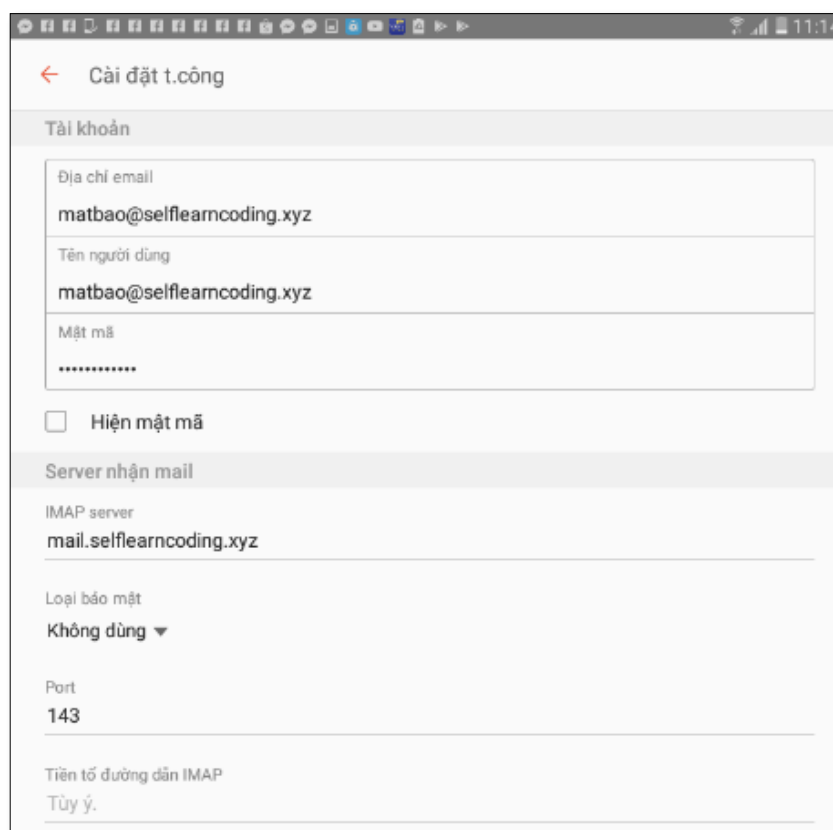 11:14
Cài đặt t.công
Tài khoản
Địa chỉ email
matbao@selflearncoding.xyz
Tên người dùng
matbao@selflearncoding.xyz
Mật mã
••••••••••••
Hiện mật mã
Server nhận mail
IMAP server
mail.selflearncoding.xyz
Loại bảo mật
Không dùng
Port
143
Tiền tố đường dẫn IMAP
Tùy ý.